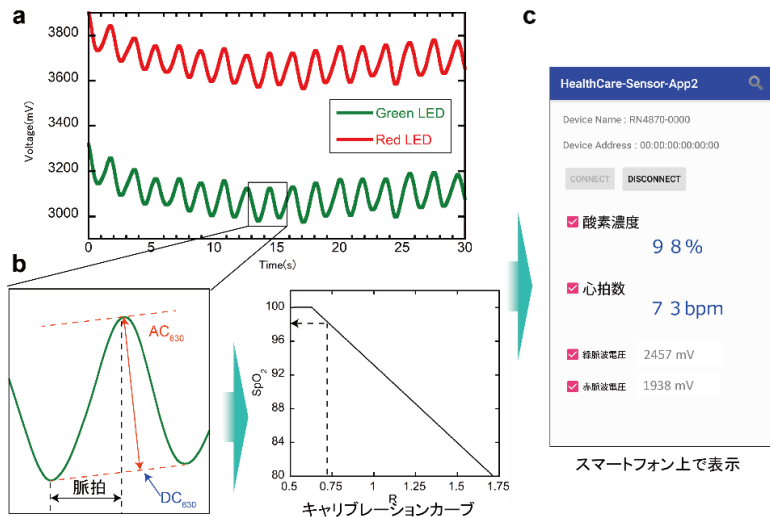 a
3800
3600
3400
3200
3000
Voltage(mV)
Green LED
Red LED
0
5
10
15
20
25
30
Time(s)
b
AC630
脈拍
DC630
100
98
96
92
88
84
80
SpO2
0.5
0.75
1
1.25
1.5
1.75
R
キャリブレーションカーブ
c
HealthCare-Sensor-App2
Device Name : RN4870-0000
Device Address : 00:00:00:00:00:00
CONNECT
DISCONNECT
酸素濃度
９８%
心拍数
７３bpm
緑脈波電圧
2457 mV
赤脈波電圧
1938 mV
スマートフォン上で表示